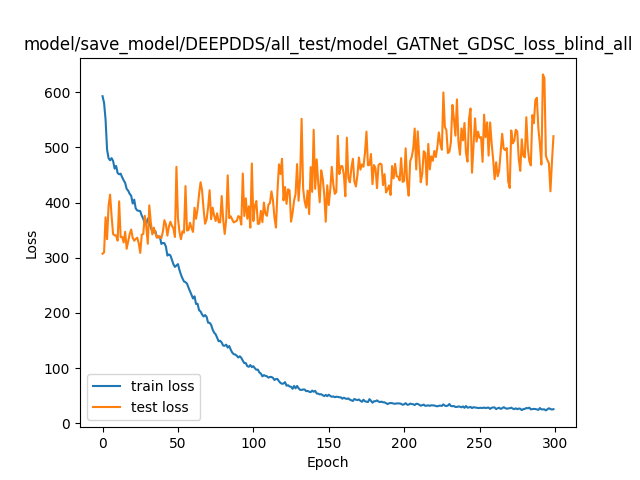 model/save_model/DEEPDDS/all_test/model_GATNet_GDSC_loss_blind_all
Loss
600
500
400
300
200
100
0
train loss
test loss
0 50 100 150 200 250 300
Epoch